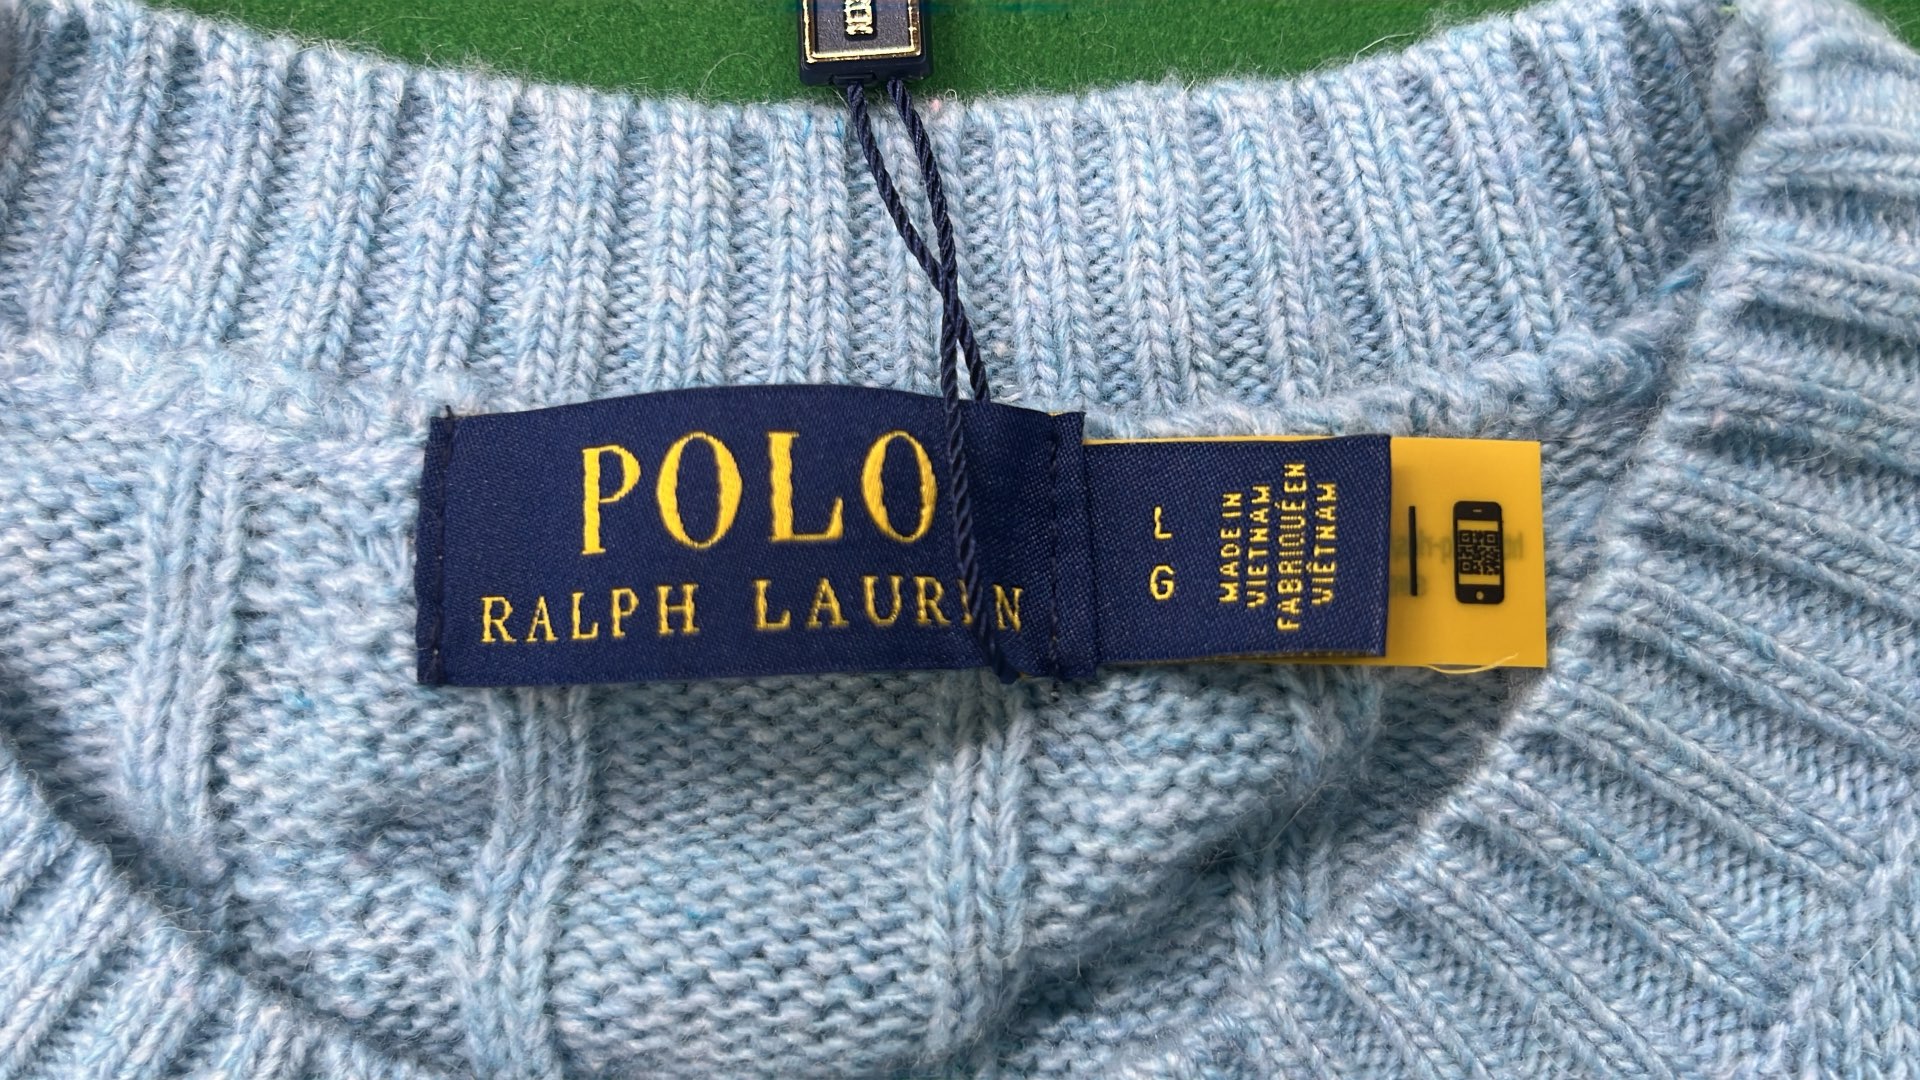 POLO
RALPH LAUREN
L
G
MADE IN
VIETNAM
FABRIQUÉ EN
VIÊTNAM